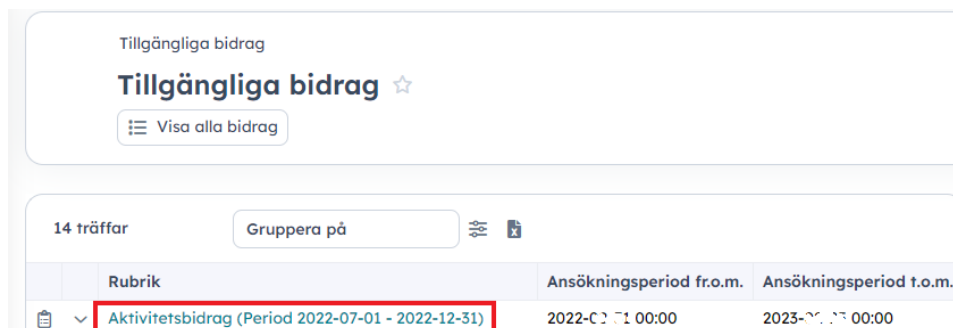 Tillgängliga bidrag
Tillgängliga bidrag
Visa alla bidrag
14 träffar Gruppera på
Rubrik Ansökningsperiod fr.o.m. Ansökningsperiod t.o.m.
Aktivitetsbidrag (Period 2022-07-01 - 2022-12-31) 00:00 00:00